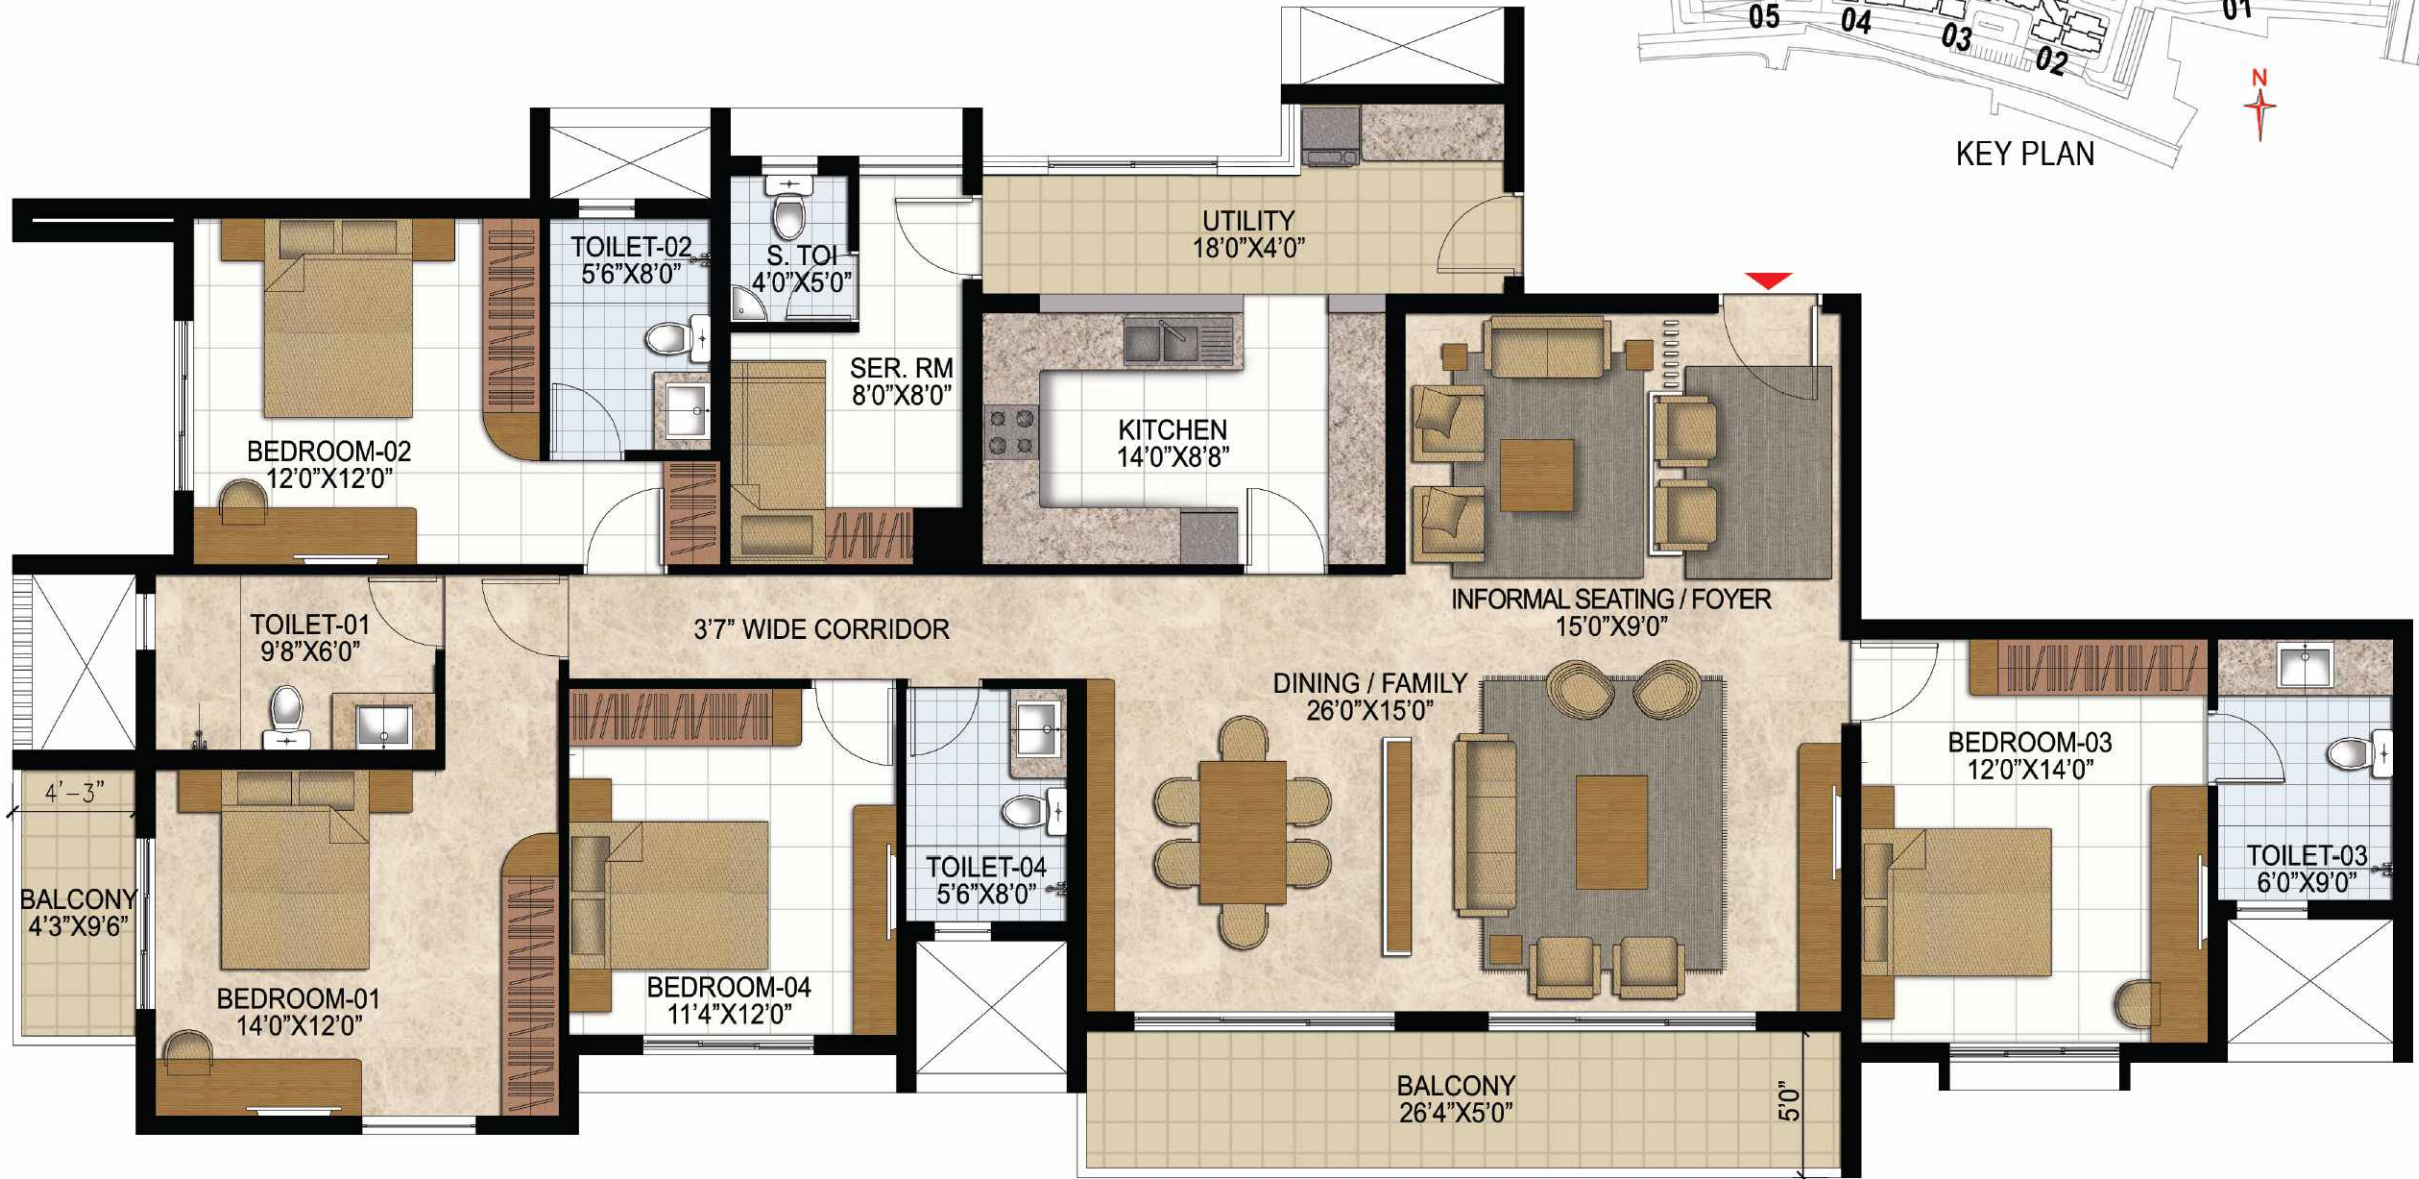 05
04
03
02
01
N
KEY PLAN
UTILITY
18'0"X4'0"
TOILET-02
5'6"X8'0"
S. TOI
4'0"X5'0"
SER. RM
8'0"X8'0"
BEDROOM-02
12'0"X12'0"
KITCHEN
14'0"X8'8"
INFORMAL SEATING / FOYER
15'0"X9'0"
TOILET-01
9'8"X6'0"
3'7" WIDE CORRIDOR
DINING / FAMILY
26'0"X15'0"
BEDROOM-03
12'0"X14'0"
4'-3"
BALCONY
4'3"X9'6"
TOILET-04
5'6"X8'0"
TOILET-03
6'0"X9'0"
BEDROOM-01
14'0"X12'0"
BEDROOM-04
11'4"X12'0"
BALCONY
26'4"X5'0"
5'0"